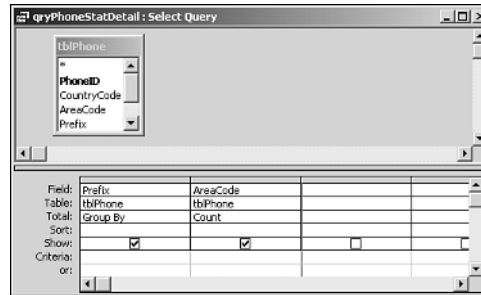 qryPhoneStatDetail : Select Query
tblPhone
*
PhoneID
CountryCode
AreaCode
Prefix
Field: Prefix AreaCode
Table: tblPhone tblPhone
Total: Group By Count
Sort:
Show:
Criteria:
or: